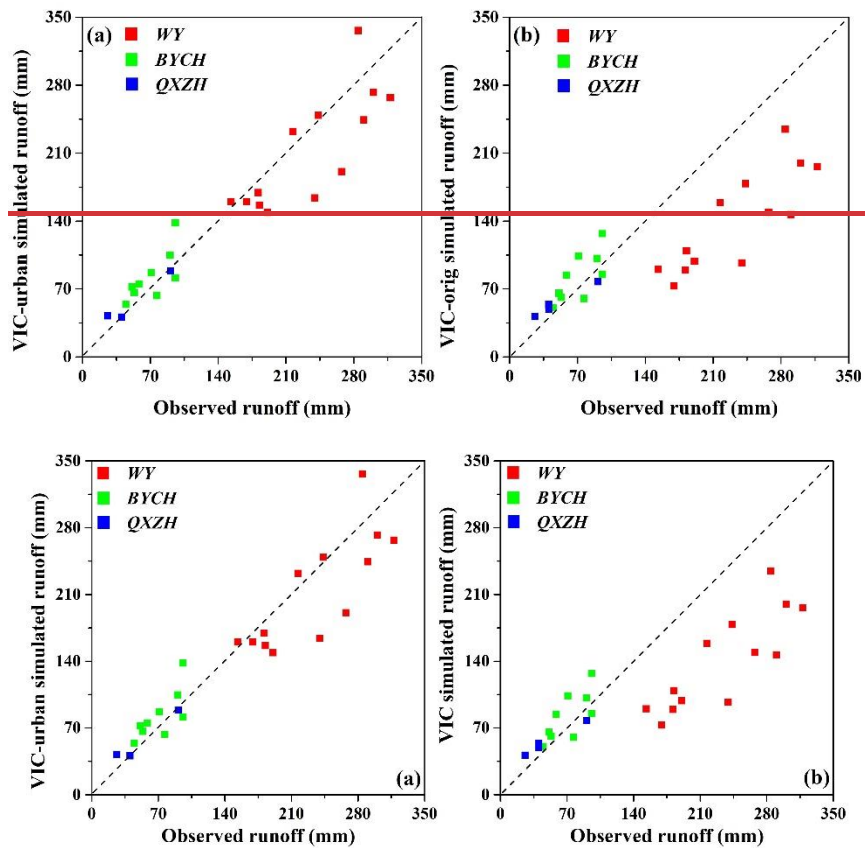 (a)
WY
BYCH
QXZH
VIC-urban simulated runoff (mm)
350
280
210
140
70
0
0 70 140 210 280 350
Observed runoff (mm)
(b)
WY
BYCH
QXZH
VIC-orig simulated runoff (mm)
350
280
210
140
70
0
0 70 140 210 280 350
Observed runoff (mm)
WY
BYCH
QXZH
VIC-urban simulated runoff (mm)
350
280
210
140
70
0
(a)
0 70 140 210 280 350
Observed runoff (mm)
WY
BYCH
QXZH
VIC simulated runoff (mm)
350
280
210
140
70
0
(b)
0 70 140 210 280 350
Observed runoff (mm)